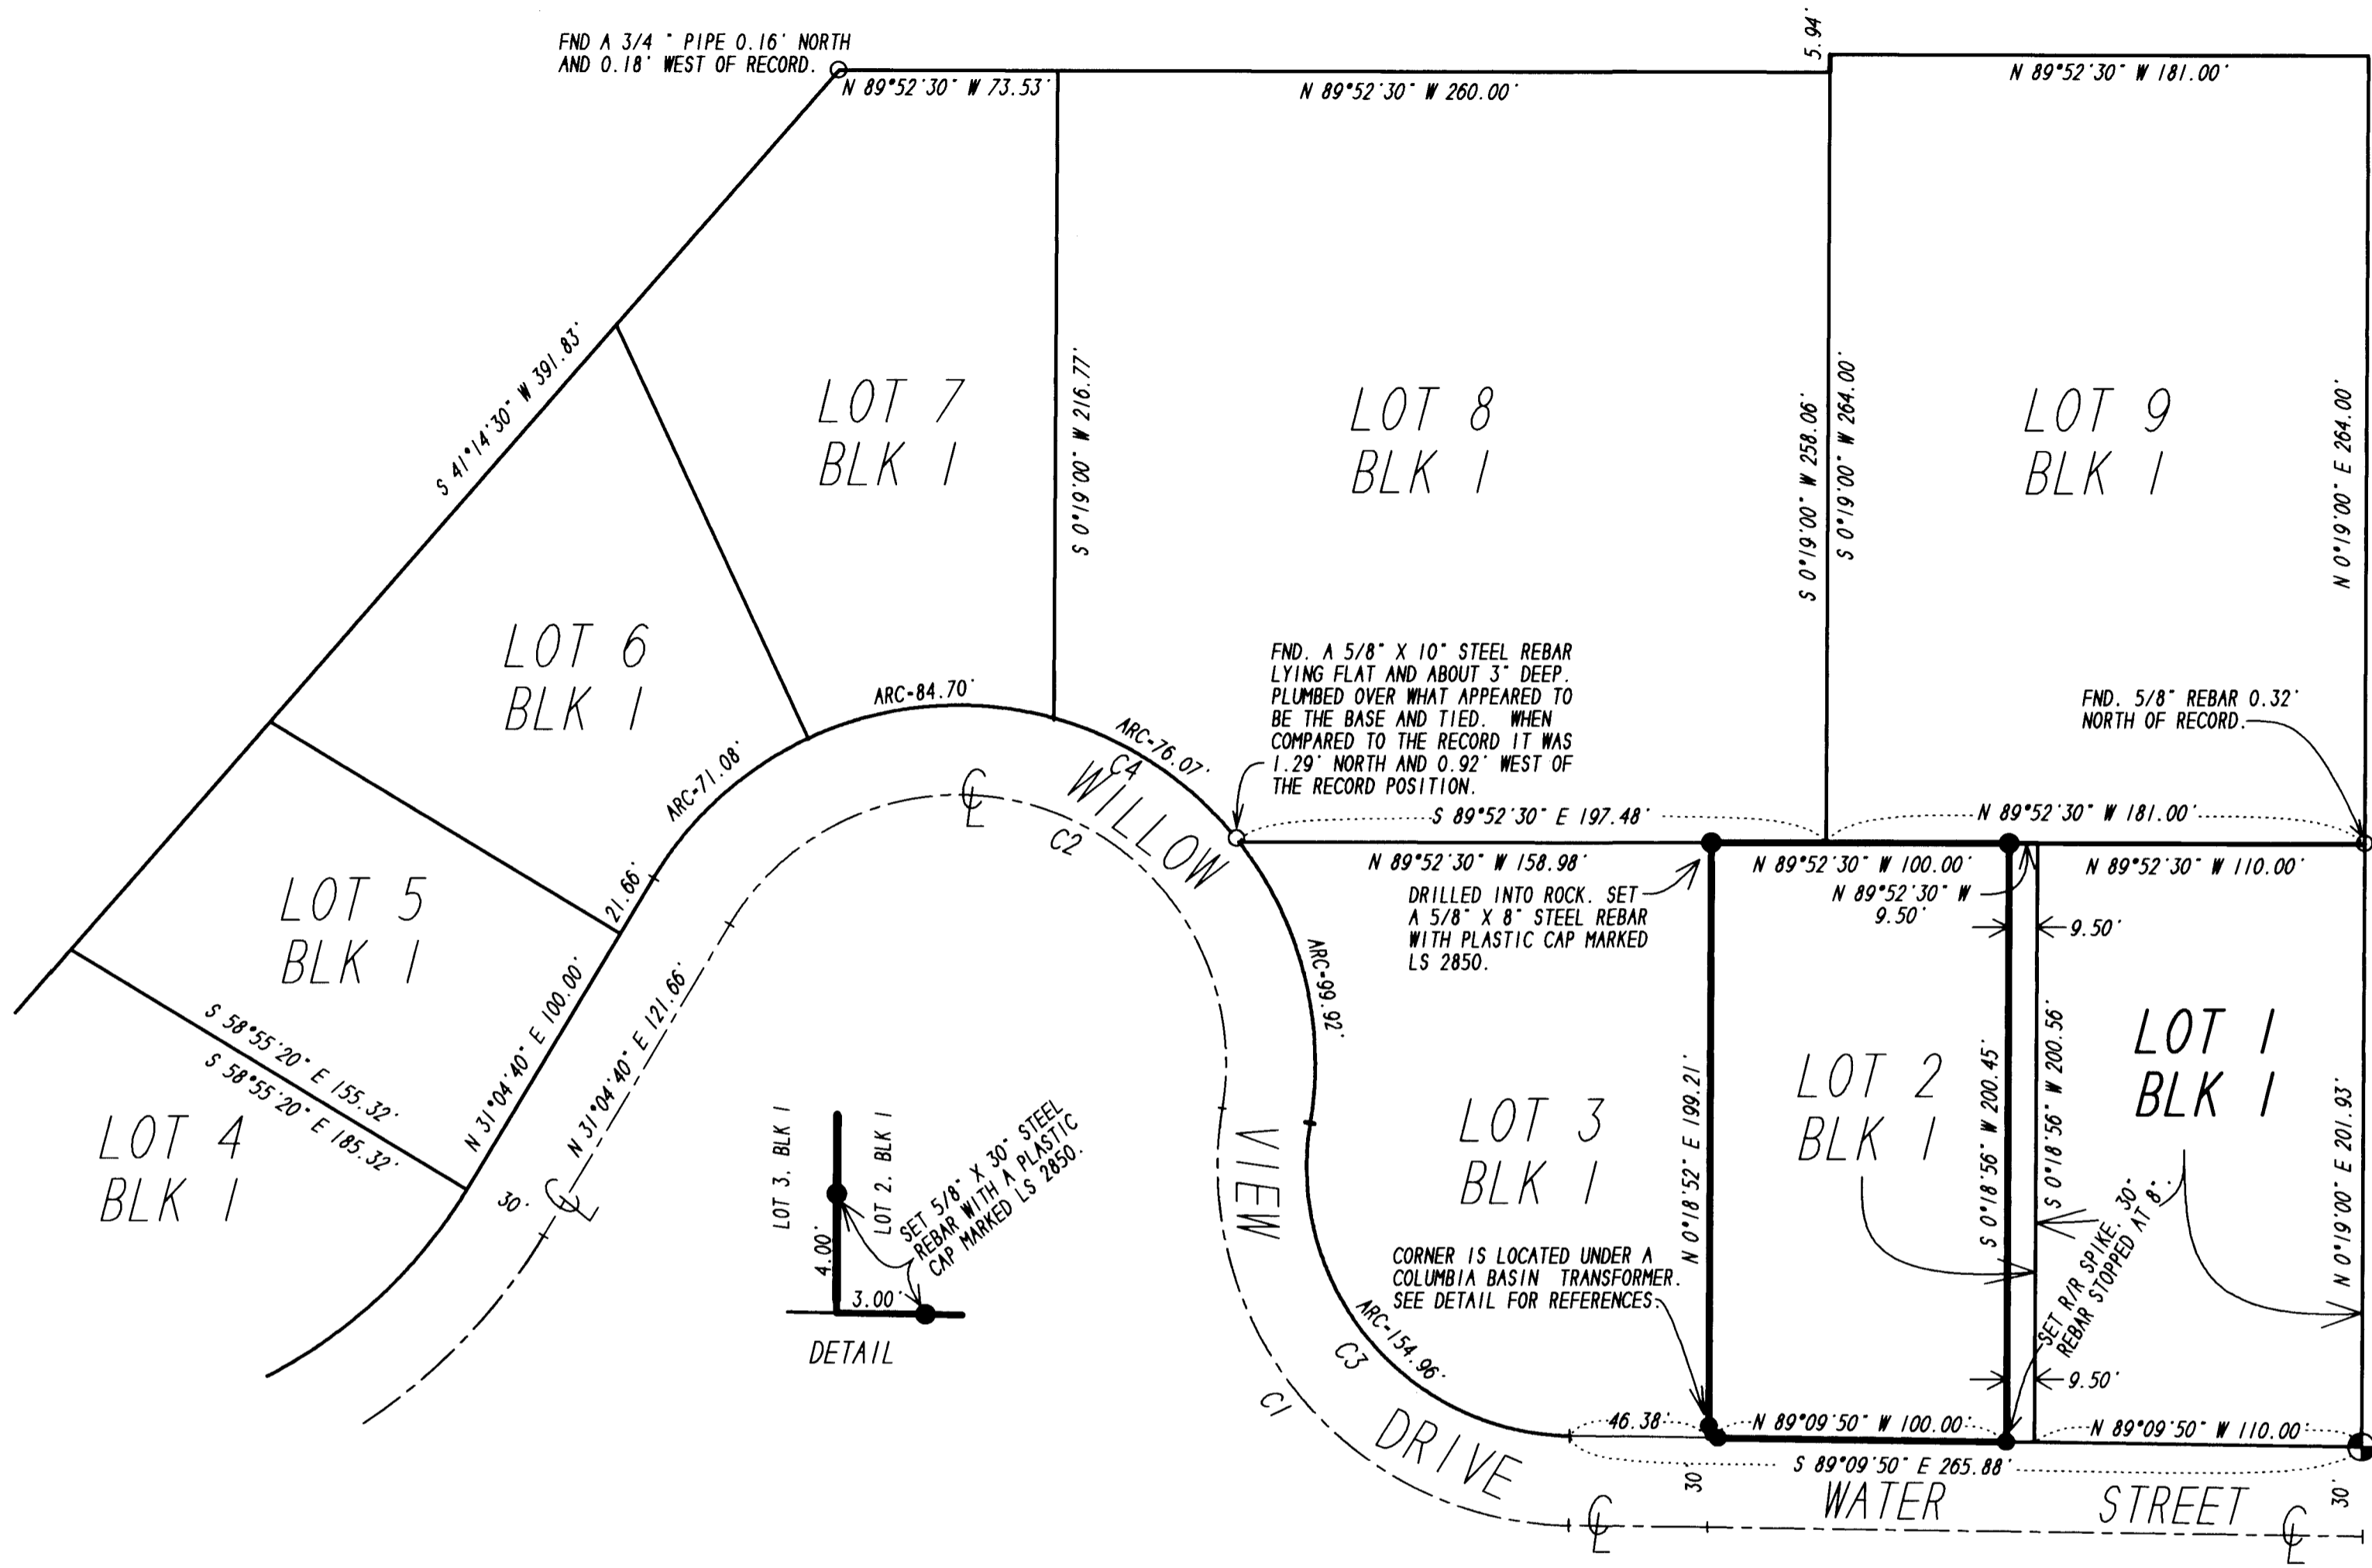 FND A 3/4 " PIPE 0.16' NORTH
AND 0.18' WEST OF RECORD.
N 89°52'30" W 73.53'
N 89°52'30" W 260.00'
5.94'
N 89°52'30" W 181.00'
S 41°14'30" W 391.83'
LOT 7
BLK 1
S 0°19'00" W 216.77'
LOT 8
BLK 1
S 0°19'00" W 258.06'
S 0°19'00" W 264.00'
LOT 9
BLK 1
N 0°19'00" E 264.00'
LOT 6
BLK 1
ARC-84.70'
ARC-71.08'
ARC-76.07'
C4
FND. A 5/8" X 10" STEEL REBAR
LYING FLAT AND ABOUT 3" DEEP.
PLUMBED OVER WHAT APPEARED TO
BE THE BASE AND TIED. WHEN
COMPARED TO THE RECORD IT WAS
1.29' NORTH AND 0.92' WEST OF
THE RECORD POSITION.
FND. 5/8" REBAR 0.32'
NORTH OF RECORD.
S 89°52'30" E 197.48'
N 89°52'30" W 181.00'
N 89°52'30" W 158.98'
N 89°52'30" W 100.00'
N 89°52'30" W 110.00'
N 89°52'30" W
9.50'
9.50'
DRILLED INTO ROCK. SET
A 5/8" X 8" STEEL REBAR
WITH PLASTIC CAP MARKED
LS 2850.
CL
C2
WILLOW
VIEW
DRIVE
LOT 5
BLK 1
21.66'
N 31°04'40" E 100.00'
N 31°04'40" E 121.66'
S 58°55'20" E 155.32'
S 58°55'20" E 185.32'
LOT 4
BLK 1
30'
CL
ARC-99.92'
LOT 3
BLK 1
N 0°18'52" E 199.21'
LOT 2
BLK 1
S 0°18'56" W 200.45'
S 0°18'56" W 200.56'
LOT 1
BLK 1
N 0°19'00" E 201.93'
LOT 3, BLK 1
LOT 2, BLK 1
SET 5/8" X 30" STEEL
REBAR WITH A PLASTIC
CAP MARKED LS 2850.
4.00'
3.00'
DETAIL
CORNER IS LOCATED UNDER A
COLUMBIA BASIN TRANSFORMER.
SEE DETAIL FOR REFERENCES.
SET R/R SPIKE. 30"
REBAR STOPPED AT 8".
9.50'
ARC-154.96'
C3
C1
46.38'
N 89°09'50" W 100.00'
N 89°09'50" W 110.00'
S 89°09'50" E 265.88'
30'
30'
WATER STREET
CL
CL